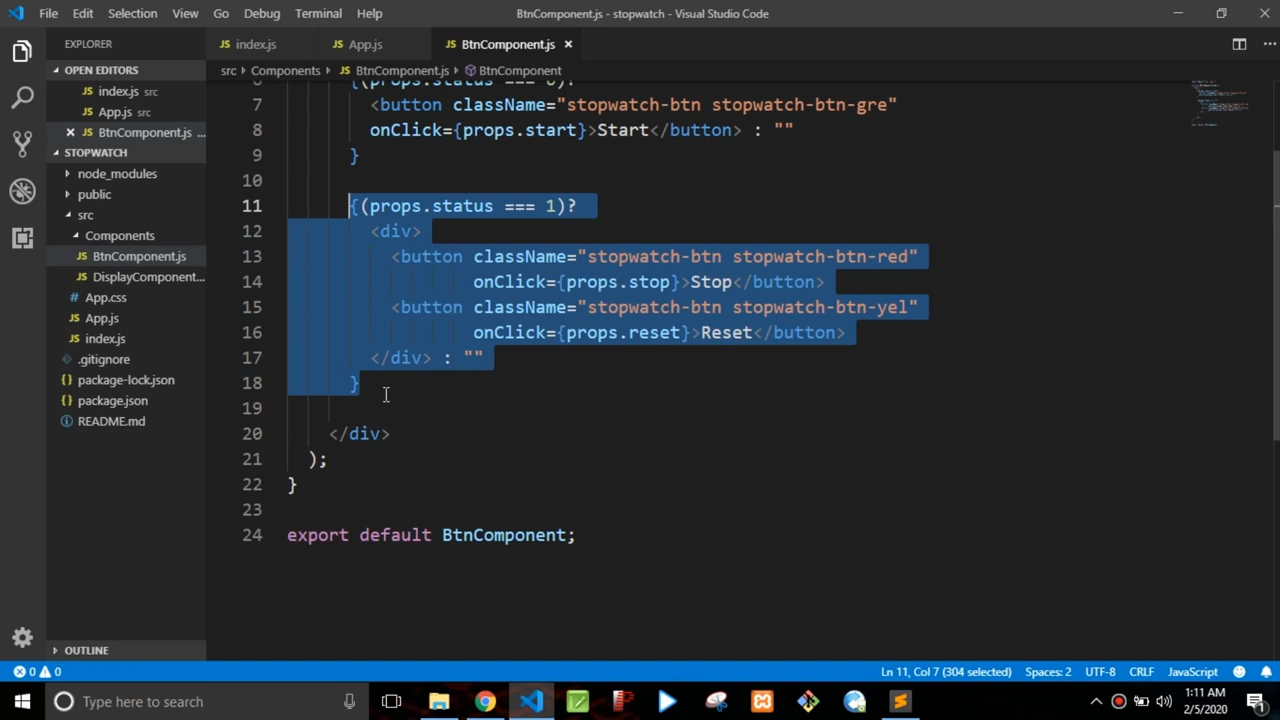 File Edit Selection View Go Debug Terminal Help
BtnComponent.js - stopwatch - Visual Studio Code
EXPLORER
index.js
App.js
BtnComponent.js
OPEN EDITORS
index.js src
App.js src
BtnComponent.js ...
STOPWATCH
node_modules
public
src
Components
BtnComponent.js
DisplayComponent...
App.css
App.js
index.js
.gitignore
package-lock.json
package.json
README.md
OUTLINE
src Components BtnComponent.js BtnComponent
6 {(props.status === 0)?
7 <button className="stopwatch-btn stopwatch-btn-gre"
8 onClick={props.start}>Start</button> : ""
9 }
10
11 {(props.status === 1)?
12 <div>
13 <button className="stopwatch-btn stopwatch-btn-red"
14 onClick={props.stop}>Stop</button>
15 <button className="stopwatch-btn stopwatch-btn-yel"
16 onClick={props.reset}>Reset</button>
17 </div> : ""
18 }
19
20 </div>
21 );
22 }
23
24 export default BtnComponent;
0 0
Ln 11, Col 7 (304 selected) Spaces: 2 UTF-8 CRLF JavaScript
Type here to search
1:11 AM
2/5/2020
1